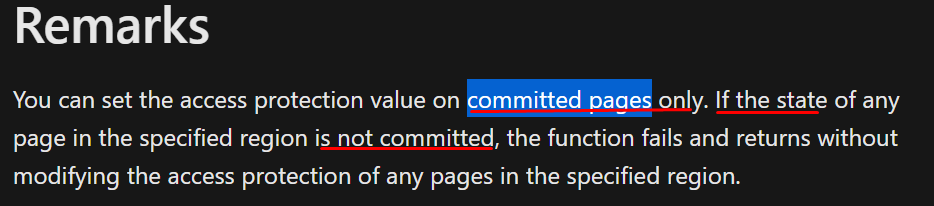 Remarks
You can set the access protection value on committed pages only. If the state of any
page in the specified region is not committed, the function fails and returns without
modifying the access protection of any pages in the specified region.